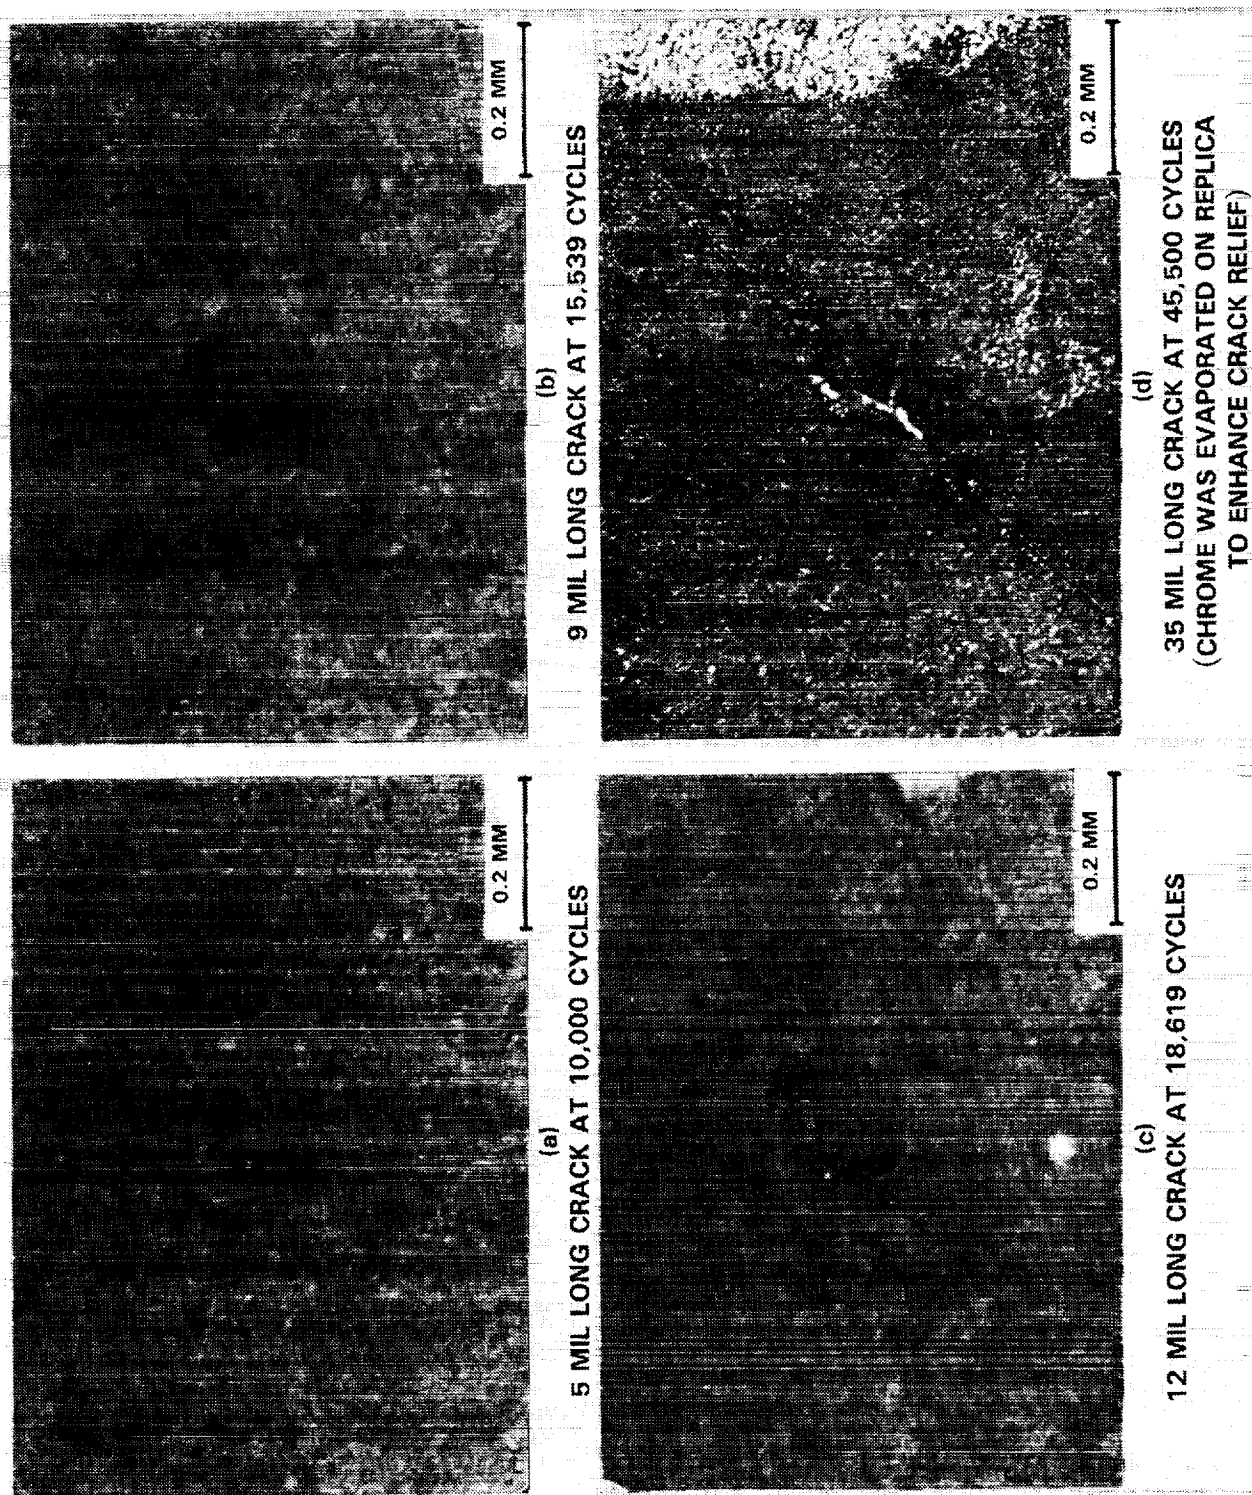 0.2 MM
(a)
5 MIL LONG CRACK AT 10,000 CYCLES
0.2 MM
(b)
9 MIL LONG CRACK AT 15,539 CYCLES
0.2 MM
(c)
12 MIL LONG CRACK AT 18,619 CYCLES
0.2 MM
(d)
35 MIL LONG CRACK AT 45,500 CYCLES
(CHROME WAS EVAPORATED ON REPLICA
TO ENHANCE CRACK RELIEF)